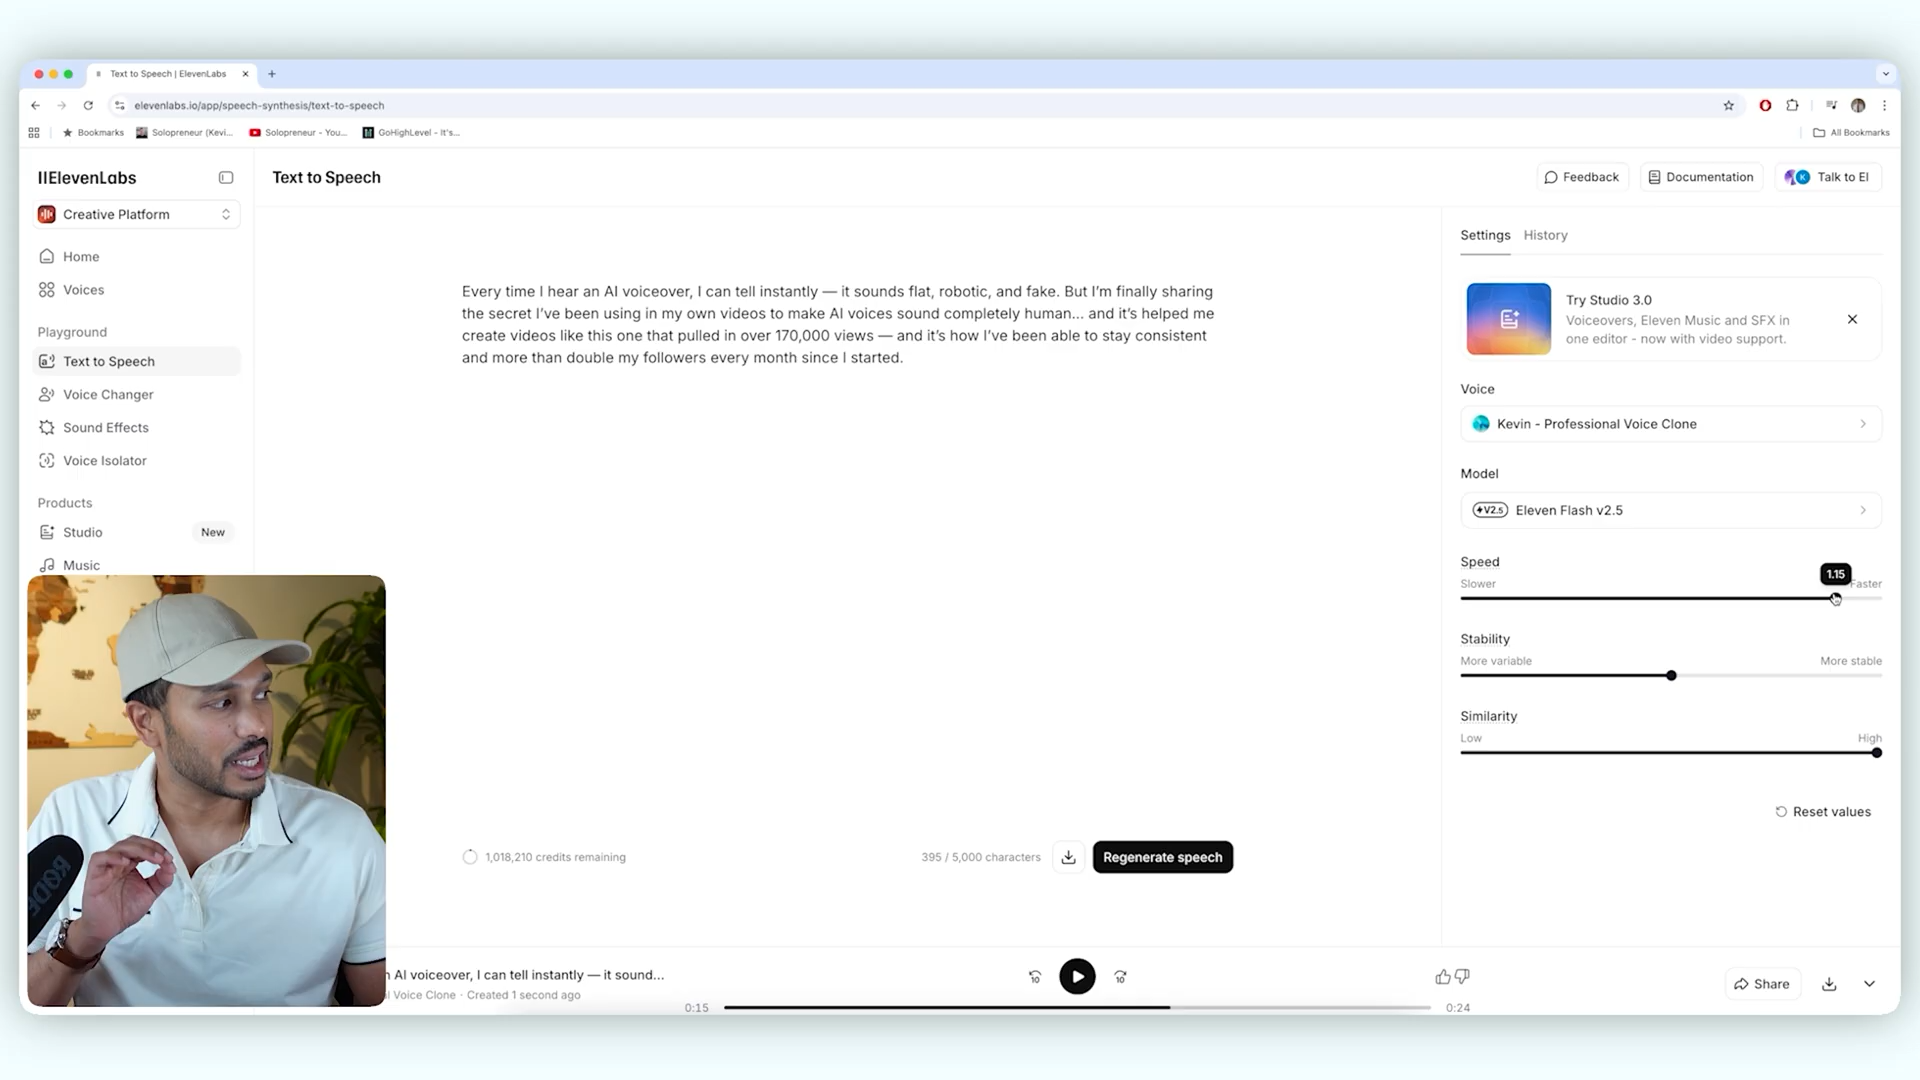 Text to Speech | ElevenLabs
elevenlabs.io/app/speech-synthesis/text-to-speech
Bookmarks
Solopreneur (Kevi...
Solopreneur - You...
GoHighLevel - It's...
All Bookmarks
IIElevenLabs
Creative Platform
Home
Voices
Playground
Text to Speech
Voice Changer
Sound Effects
Voice Isolator
Products
Studio New
Music
Text to Speech
Feedback
Documentation
K
Talk to El
Every time I hear an AI voiceover, I can tell instantly — it sounds flat, robotic, and fake. But I'm finally sharing
the secret I've been using in my own videos to make AI voices sound completely human... and it's helped me
create videos like this one that pulled in over 170,000 views — and it's how I've been able to stay consistent
and more than double my followers every month since I started.
1,018,210 credits remaining
395 / 5,000 characters
Regenerate speech
Settings History
Try Studio 3.0
Voiceovers, Eleven Music and SFX in
one editor - now with video support.
Voice
Kevin - Professional Voice Clone
Model
V2.5 Eleven Flash v2.5
Speed
1.15
Slower Faster
Stability
More variable More stable
Similarity
Low High
Reset values
RODE
n AI voiceover, I can tell instantly — it sound...
l Voice Clone · Created 1 second ago
10
10
0:15
0:24
Share